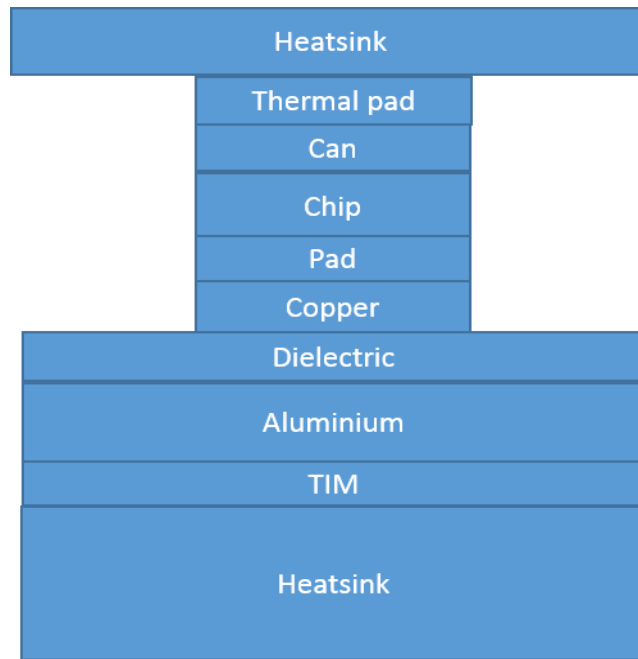 Heatsink
Thermal pad
Can
Chip
Pad
Copper
Dielectric
Aluminium
TIM
Heatsink